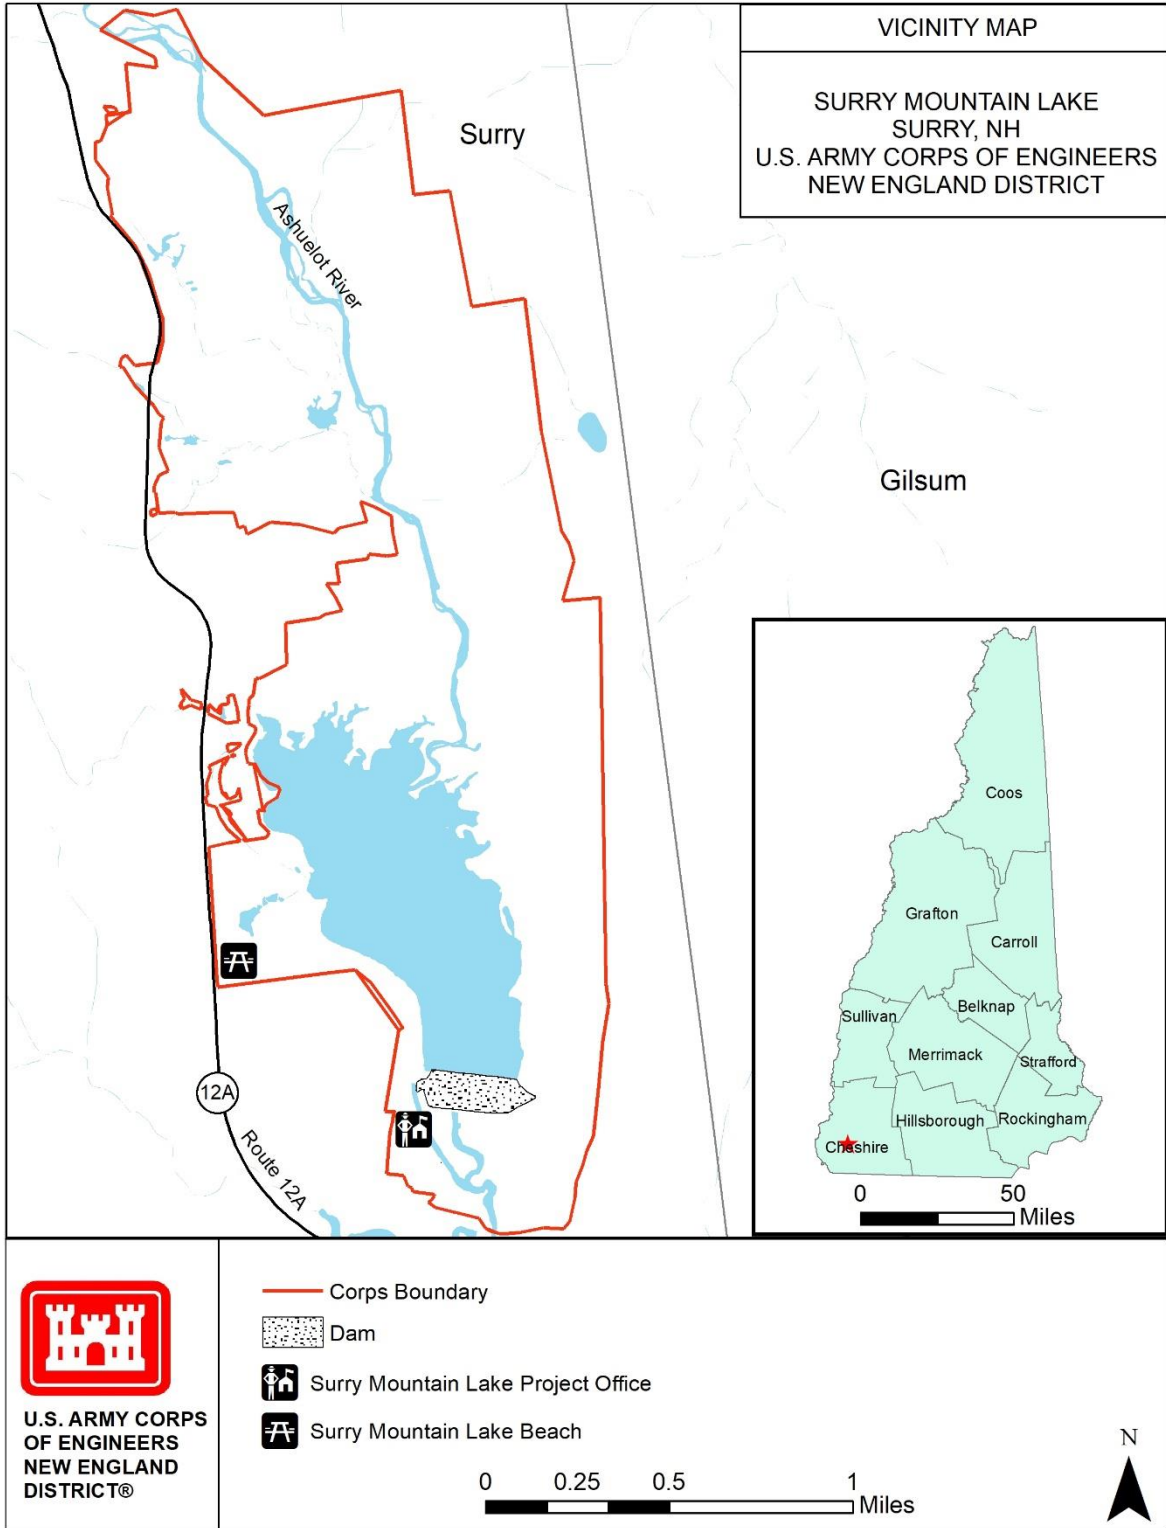 VICINITY MAP
SURRY MOUNTAIN LAKE
SURRY, NH
U.S. ARMY CORPS OF ENGINEERS
NEW ENGLAND DISTRICT
Surry
Ashuelot River
Gilsum
Coos
Grafton
Carroll
Belknap
Sullivan
Merrimack
Strafford
Hillsborough
Rockingham
Cheshire
0 50
Miles
12A
Route 12A
U.S. ARMY CORPS
OF ENGINEERS
NEW ENGLAND
DISTRICT®
Corps Boundary
Dam
Surry Mountain Lake Project Office
Surry Mountain Lake Beach
0 0.25 0.5 1
Miles
N